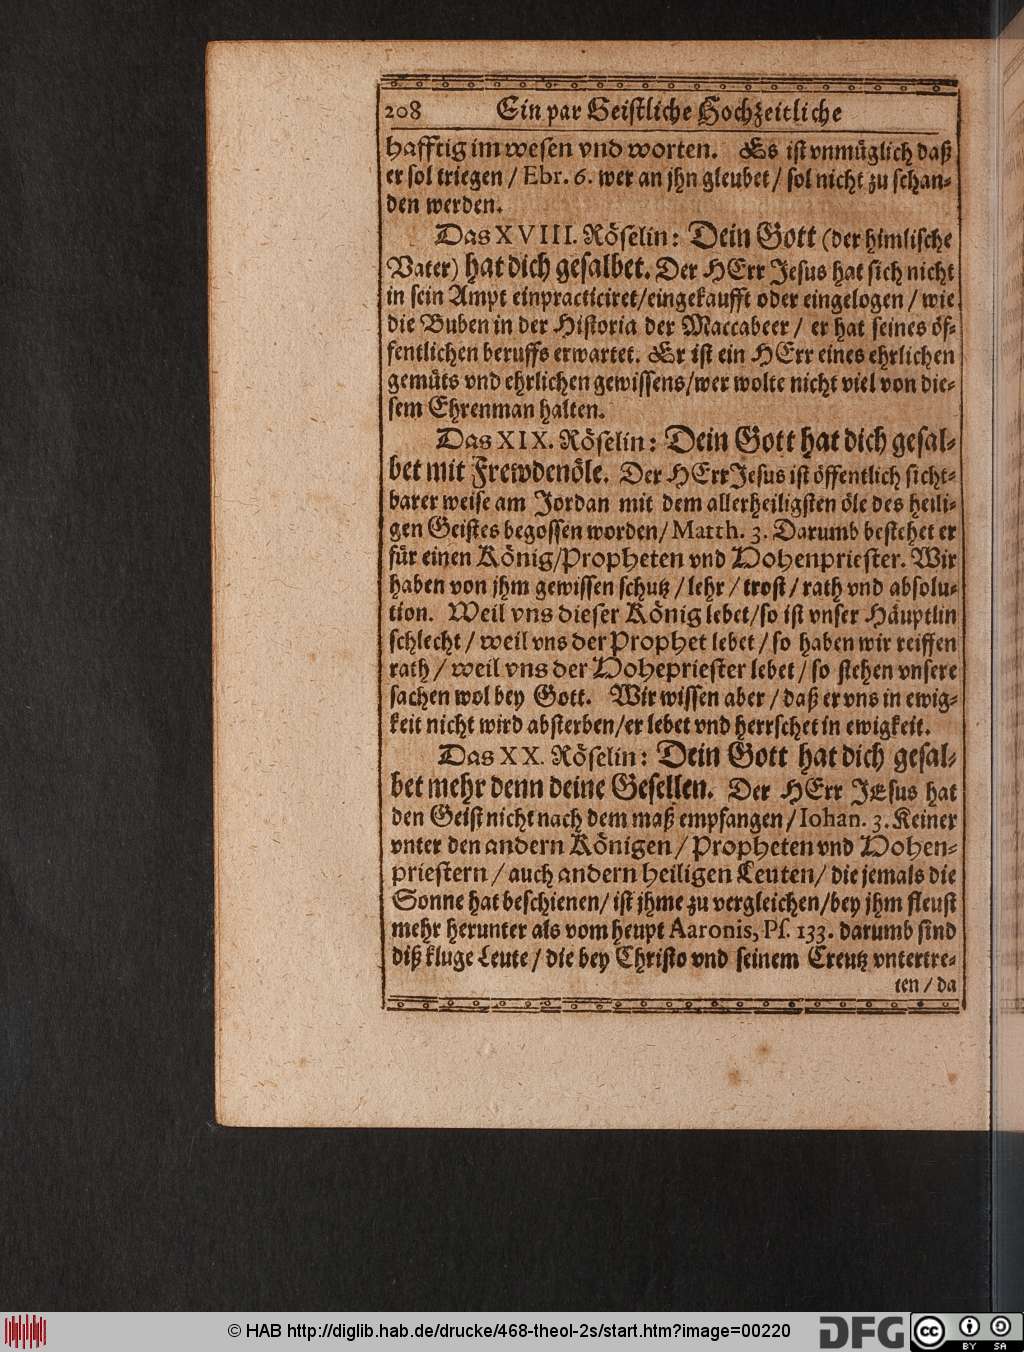 208 Ein par Geistliche Hochzeitliche
hafftig im wesen vnd worten. Es ist vnmüglich daß
er sol triegen / Ebr. 6. wer an jhn gleubet / sol nicht zu schan-
den werden.
Das XVIII. Röselin: Dein Gott (der himlische
Vater) hat dich gesalbet. Der HErr Jesus hat sich nicht
in sein Ampt einpracticiret/eingekaufft oder eingelogen / wie
die Buben in der Historia der Maccabeer / er hat seines öf-
fentlichen beruffs erwartet. Er ist ein HErr eines ehrlichen
gemüts vnd ehrlichen gewissens/wer wolte nicht viel von die-
sem Ehrenman halten.
Das XIX. Röselin: Dein Gott hat dich gesal-
bet mit Frewdenöle. Der HErr Jesus ist öffentlich sicht-
barer weise am Jordan mit dem allerheiligsten öle des heili-
gen Geistes begossen worden/ Matth. 3. Darumb bestehet er
für einen König/Propheten vnd Hohenpriester. Wir
haben von jhm gewissen schutz / lehr / trost / rath vnd absolu-
tion. Weil vns dieser König lebet/so ist vnser Häuptlin
schlecht / weil vns der Prophet lebet / so haben wir reiffen
rath / weil vns der Hohepriester lebet / so stehen vnsere
sachen wol bey Gott. Wir wissen aber / daß er vns in ewig-
keit nicht wird absterben/er lebet vnd herrschet in ewigkeit.
Das XX. Röselin: Dein Gott hat dich gesal-
bet mehr denn deine Gesellen. Der HErr JEsus hat
den Geist nicht nach dem maß empfangen / Iohan. 3. Keiner
vnter den andern Königen / Propheten vnd Hohen-
priestern / auch andern heiligen Leuten/ die jemals die
Sonne hat beschienen/ ist jhme zu vergleichen/bey jhm fleust
mehr herunter als vom heupt Aaronis, Ps. 133. darumb sind
diß kluge Leute / die bey Christo vnd seinem Creutz vntertre-
ten / da
© HAB http://diglib.hab.de/drucke/468-theol-2s/start.htm?image=00220
DFG
cc BY SA